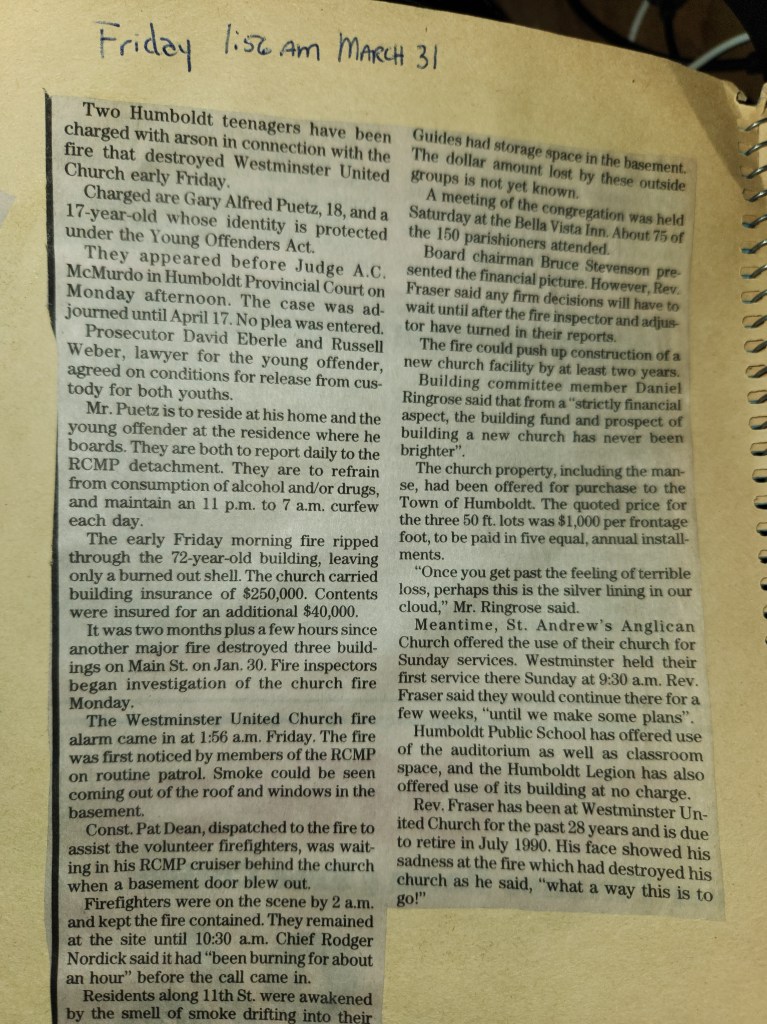 Friday 1:56 AM MARCH 31
Two Humboldt teenagers have been
charged with arson in connection with the
fire that destroyed Westminster United
Church early Friday.
Charged are Gary Alfred Puetz, 18, and a
17-year-old whose identity is protected
under the Young Offenders Act.
They appeared before Judge A.C.
McMurdo in Humboldt Provincial Court on
Monday afternoon. The case was ad-
journed until April 17. No plea was entered.
Prosecutor David Eberle and Russell
Weber, lawyer for the young offender,
agreed on conditions for release from cus-
tody for both youths.
Mr. Puetz is to reside at his home and the
young offender at the residence where he
boards. They are both to report daily to the
RCMP detachment. They are to refrain
from consumption of alcohol and/or drugs,
and maintain an 11 p.m. to 7 a.m. curfew
each day.
The early Friday morning fire ripped
through the 72-year-old building, leaving
only a burned out shell. The church carried
building insurance of $250,000. Contents
were insured for an additional $40,000.
It was two months plus a few hours since
another major fire destroyed three build-
ings on Main St. on Jan. 30. Fire inspectors
began investigation of the church fire
Monday.
The Westminster United Church fire
alarm came in at 1:56 a.m. Friday. The fire
was first noticed by members of the RCMP
on routine patrol. Smoke could be seen
coming out of the roof and windows in the
basement.
Const. Pat Dean, dispatched to the fire to
assist the volunteer firefighters, was wait-
ing in his RCMP cruiser behind the church
when a basement door blew out.
Firefighters were on the scene by 2 a.m.
and kept the fire contained. They remained
at the site until 10:30 a.m. Chief Rodger
Nordick said it had "been burning for about
an hour" before the call came in.
Residents along 11th St. were awakened
by the smell of smoke drifting into their
Guides had storage space in the basement.
The dollar amount lost by these outside
groups is not yet known.
A meeting of the congregation was held
Saturday at the Bella Vista Inn. About 75 of
the 150 parishioners attended.
Board chairman Bruce Stevenson pre-
sented the financial picture. However, Rev.
Fraser said any firm decisions will have to
wait until after the fire inspector and adjus-
tor have turned in their reports.
The fire could push up construction of a
new church facility by at least two years.
Building committee member Daniel
Ringrose said that from a "strictly financial
aspect, the building fund and prospect of
building a new church has never been
brighter".
The church property, including the man-
se, had been offered for purchase to the
Town of Humboldt. The quoted price for
the three 50 ft. lots was $1,000 per frontage
foot, to be paid in five equal, annual install-
ments.
"Once you get past the feeling of terrible
loss, perhaps this is the silver lining in our
cloud," Mr. Ringrose said.
Meantime, St. Andrew's Anglican
Church offered the use of their church for
Sunday services. Westminster held their
first service there Sunday at 9:30 a.m. Rev.
Fraser said they would continue there for a
few weeks, "until we make some plans".
Humboldt Public School has offered use
of the auditorium as well as classroom
space, and the Humboldt Legion has also
offered use of its building at no charge.
Rev. Fraser has been at Westminster Un-
ited Church for the past 28 years and is due
to retire in July 1990. His face showed his
sadness at the fire which had destroyed his
church as he said, "what a way this is to
go!"